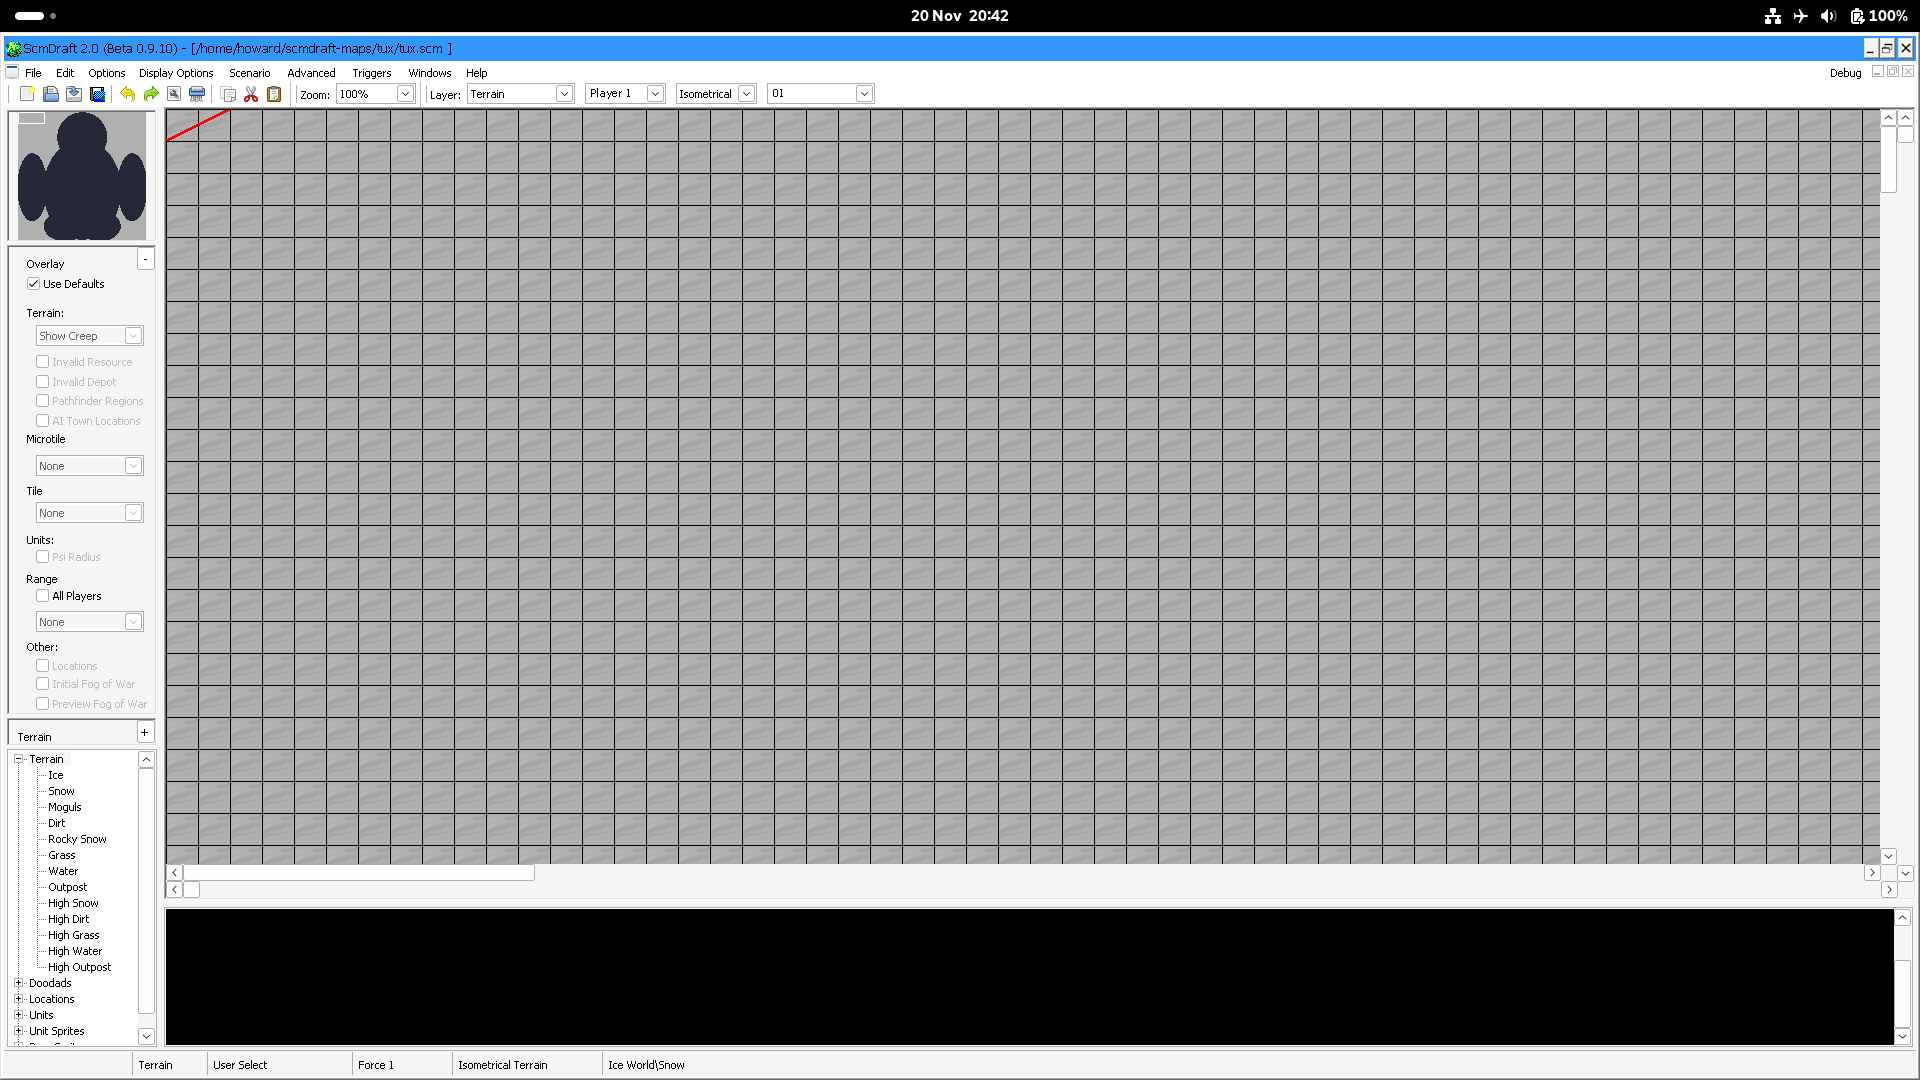 20 Nov 20:42
100%
ScmDraft 2.0 (Beta 0.9.10) - [/home/howard/scmdraft-maps/tux/tux.scm ]
File Edit Options Display Options Scenario Advanced Triggers Windows Help Debug
Zoom: 100% Layer: Terrain Player 1 Isometrical 01
Overlay
-
Use Defaults
Terrain:
Show Creep
Invalid Resource
Invalid Depot
Pathfinder Regions
AI Town Locations
Microtile
None
Tile
None
Units:
Psi Radius
Range
All Players
None
Other:
Locations
Initial Fog of War
Preview Fog of War
Terrain
+
Terrain
Ice
Snow
Moguls
Dirt
Rocky Snow
Grass
Water
Outpost
High Snow
High Dirt
High Grass
High Water
High Outpost
Doodads
Locations
Units
Unit Sprites
Terrain User Select Force 1 Isometrical Terrain Ice World\Snow